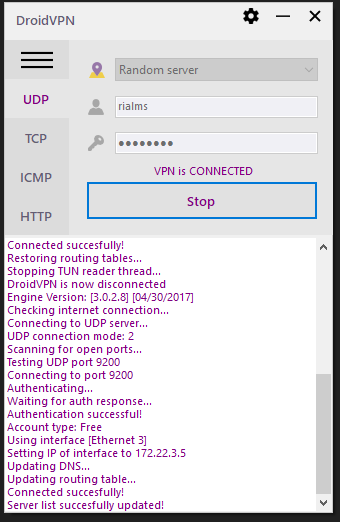 DroidVPN
Random server
UDP
rialms
TCP
••••••••
ICMP
VPN is CONNECTED
Stop
HTTP
Connected succesfully!
Restoring routing tables...
Stopping TUN reader thread...
DroidVPN is now disconnected
Engine Version: [3.0.2.8] [04/30/2017]
Checking internet connection...
Connecting to UDP server...
UDP connection mode: 2
Scanning for open ports...
Testing UDP port 9200
Connecting to port 9200
Authenticating...
Waiting for auth response...
Authentication successful!
Account type: Free
Using interface [Ethernet 3]
Setting IP of interface to 172.22.3.5
Updating DNS...
Updating routing table...
Connected succesfully!
Server list succesfully updated!